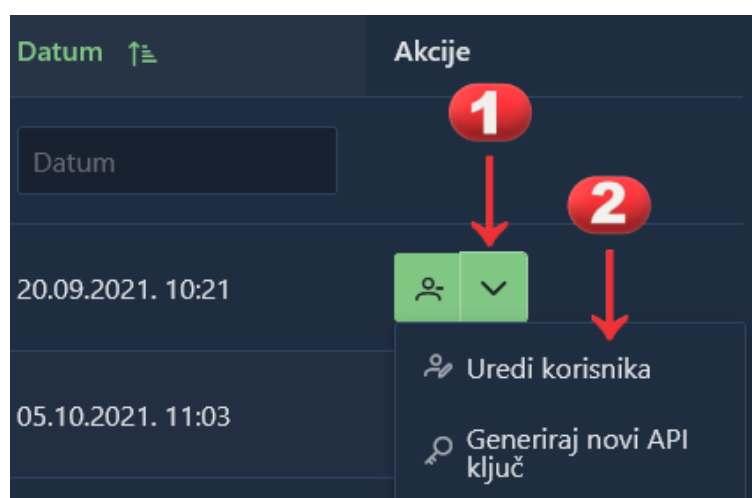 Datum
Akcije
1
Datum
2
20.09.2021. 10:21
Uredi korisnika
05.10.2021. 11:03
Generiraj novi API
ključ